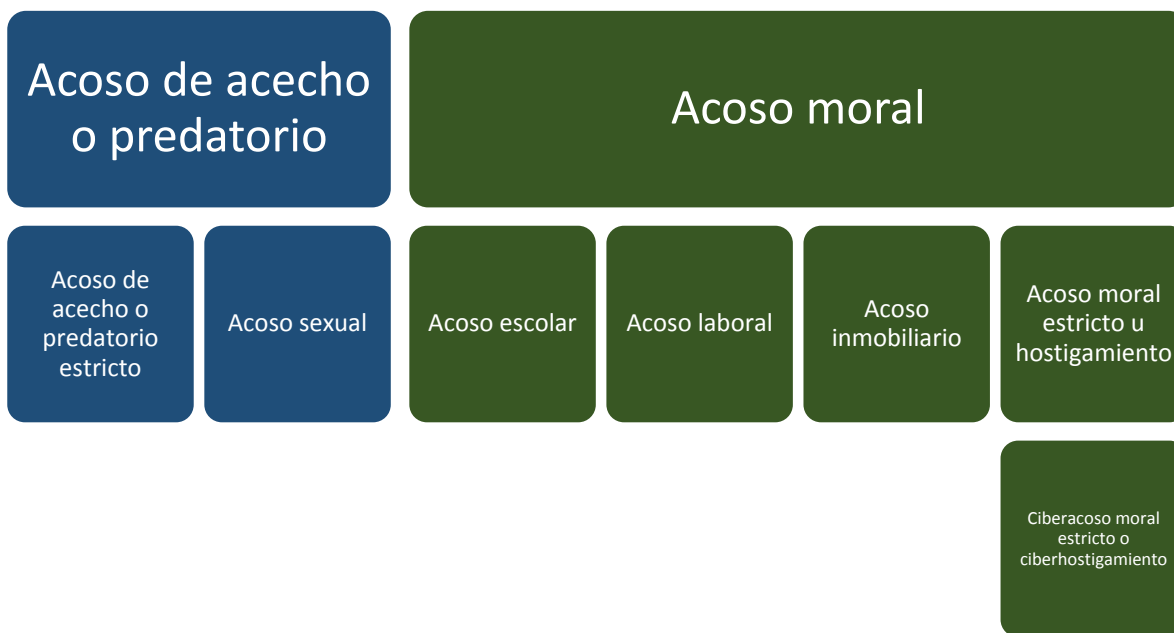 Acoso de acecho
o predatorio
Acoso moral
Acoso de
acecho o
predatorio
estricto
Acoso sexual
Acoso escolar
Acoso laboral
Acoso
inmobiliario
Acoso moral
estricto u
hostigamiento
Ciberacoso moral
estricto o
ciberhostigamiento